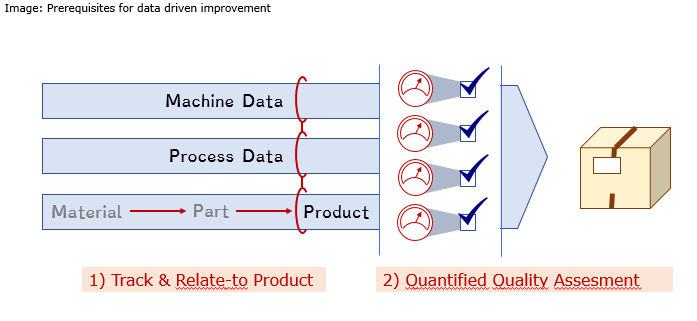 Image: Prerequisites for data driven improvement
Machine Data
Process Data
Material Part Product
1) Track & Relate-to Product
2) Quantified Quality Assesment